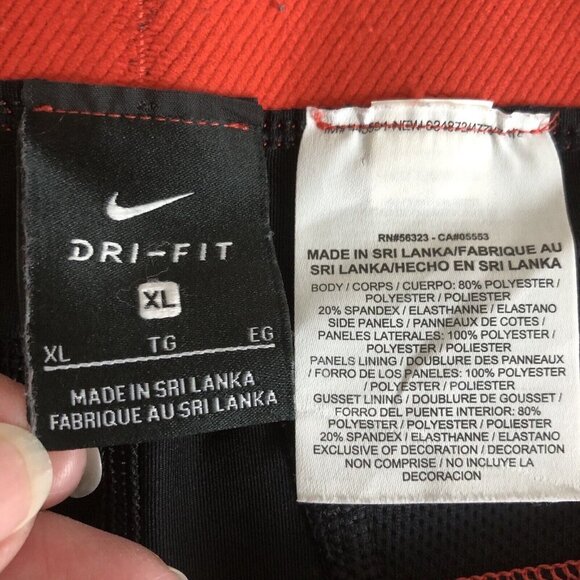 DRI-FIT
XL
XL TG EG
MADE IN SRI LANKA
FABRIQUE AU SRI LANKA
RN#56323 - CA#05553
MADE IN SRI LANKA/FABRIQUE AU
SRI LANKA/HECHO EN SRI LANKA
BODY / CORPS / CUERPO: 80% POLYESTER
/ POLYESTER / POLIESTER
20% SPANDEX / ELASTHANNE / ELASTANO
SIDE PANELS / PANNEAUX DE COTES /
PANELES LATERALES: 100% POLYESTER /
POLYESTER / POLIESTER
PANELS LINING / DOUBLURE DES PANNEAUX
/ FORRO DE LOS PANELES: 100% POLYESTER
/ POLYESTER / POLIESTER
GUSSET LINING / DOUBLURE DE GOUSSET /
FORRO DEL PUENTE INTERIOR: 80%
POLYESTER / POLYESTER / POLIESTER
20% SPANDEX / ELASTHANNE / ELASTANO
EXCLUSIVE OF DECORATION / DECORATION
NON COMPRISE / NO INCLUYE LA
DECORACION